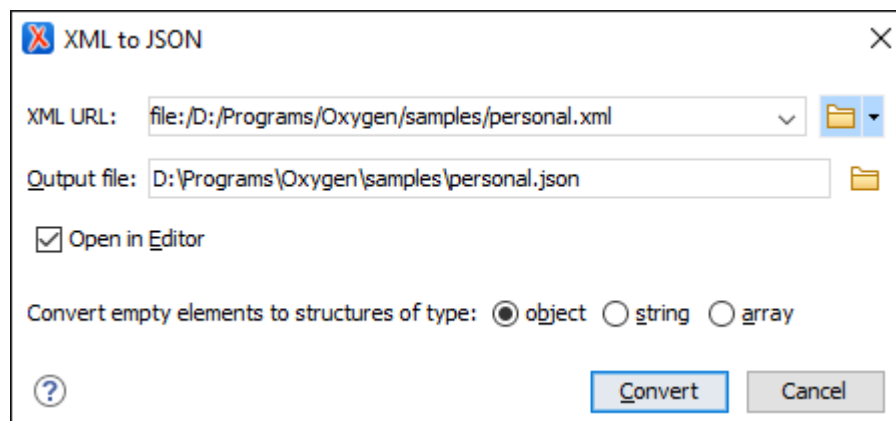 XML to JSON
XML URL: file:/D:/Programs/Oxygen/samples/personal.xml
Output file: D:\Programs\Oxygen\samples\personal.json
Open in Editor
Convert empty elements to structures of type: object string array
? Convert Cancel